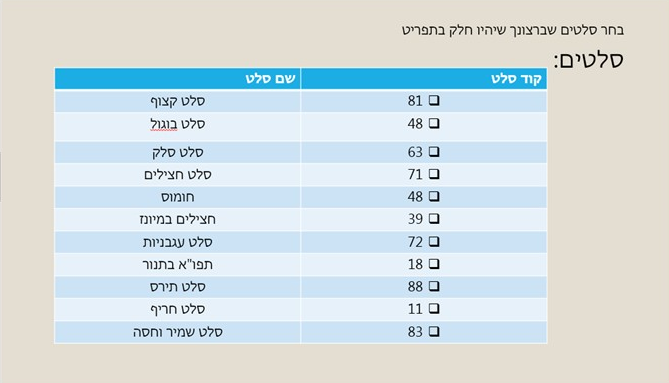 בחר סלטים שברצונך שיהיו חלק בתפריט
סלטים:
קוד סלט שם סלט
81 סלט קצוף
48 סלט בוגול
63 סלט סלק
71 סלט חצילים
48 חומוס
39 חצילים במיונז
72 סלט עגבניות
18 תפו"א בתנור
88 סלט תירס
11 סלט חריף
83 סלט שמיר וחסה